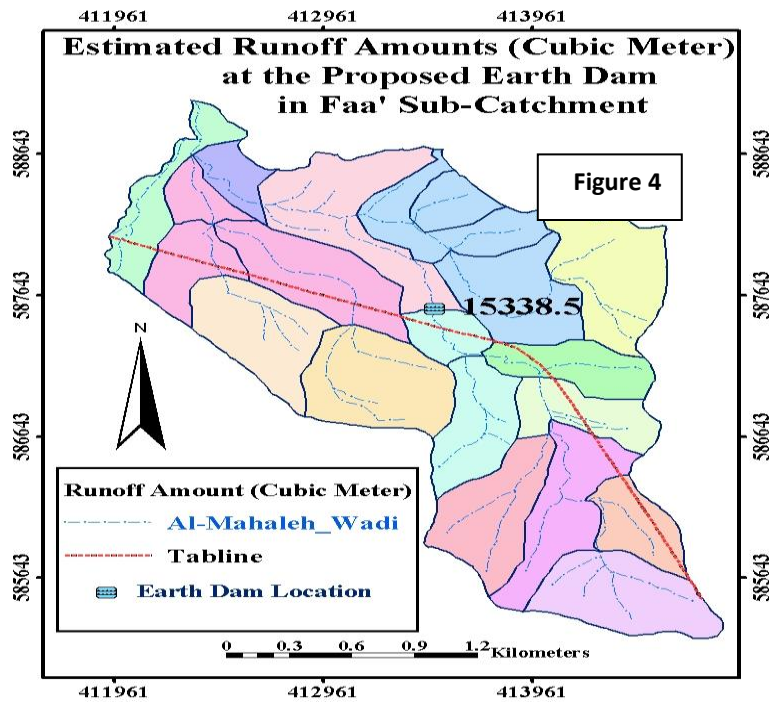 411961 412961 413961
Estimated Runoff Amounts (Cubic Meter)
at the Proposed Earth Dam
in Faa' Sub-Catchment
588643 588643
Figure 4
587643 587643
15338.5
N
586643 586643
Runoff Amount (Cubic Meter)
Al-Mahaleh_Wadi
Tabline
Earth Dam Location
585643 585643
0 0.3 0.6 0.9 1.2 Kilometers
411961 412961 413961